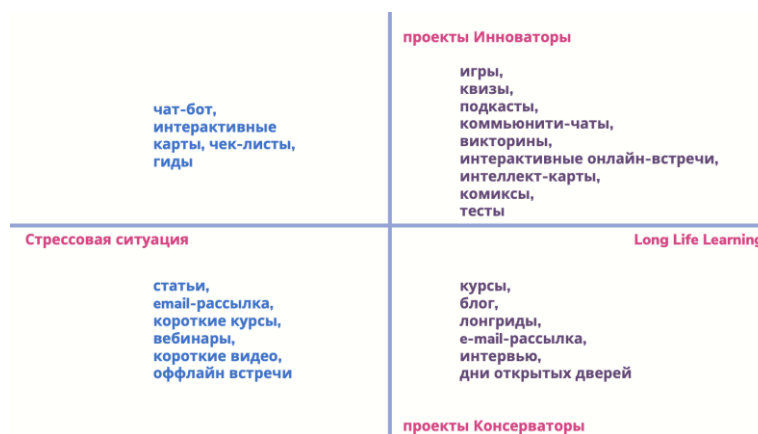 проекты Инноваторы
чат-бот,
интерактивные
карты, чек-листы,
гиды
игры,
квизы,
подкасты,
коммьюнити-чаты,
викторины,
интерактивные онлайн-встречи,
интеллект-карты,
комиксы,
тесты
Стрессовая ситуация
Long Life Learning
статьи,
email-рассылка,
короткие курсы,
вебинары,
короткие видео,
оффлайн встречи
курсы,
блог,
лонгриды,
e-mail-рассылка,
интервью,
дни открытых дверей
проекты Консерваторы